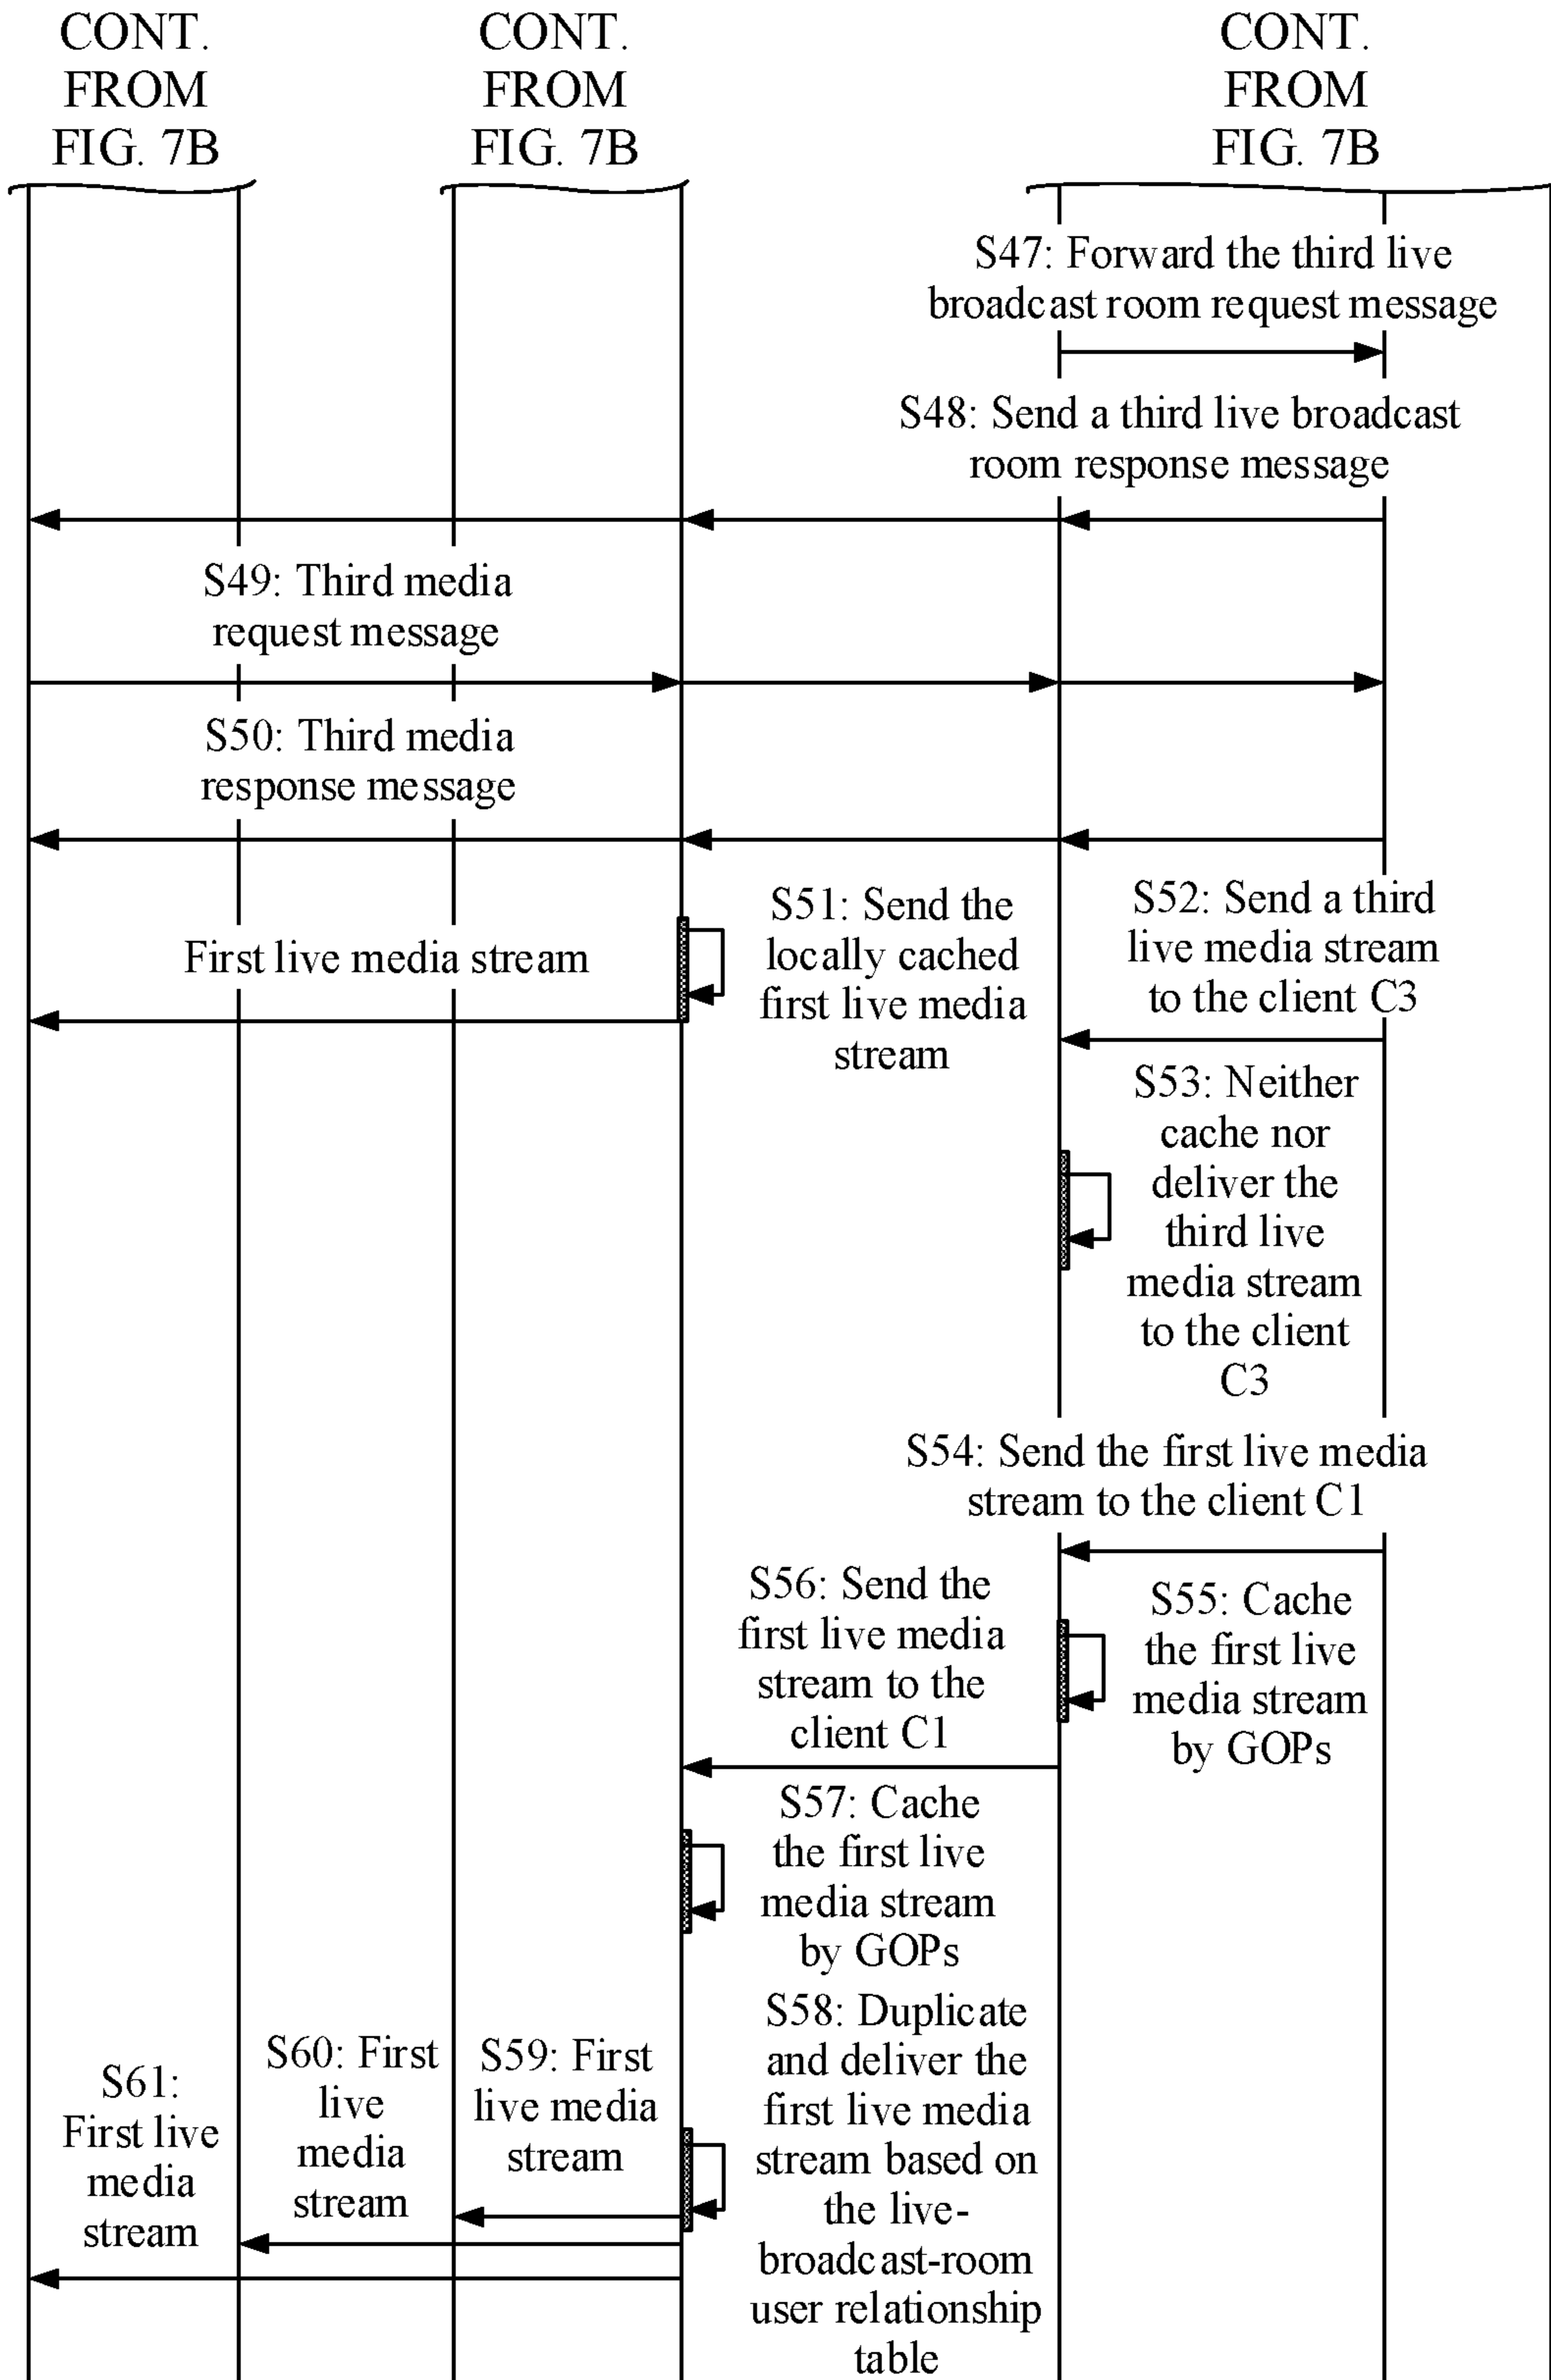 CONT.
FROM
FIG. 7B
CONT.
FROM
FIG. 7B
CONT.
FROM
FIG. 7B
S47: Forward the third live
broadcast room request message
S48: Send a third live broadcast
room response message
S49: Third media
request message
S50: Third media
response message
First live media stream
S51: Send the
locally cached
first live media
stream
S52: Send a third
live media stream
to the client C3
S53: Neither
cache nor
deliver the
third live
media stream
to the client
C3
S54: Send the first live media
stream to the client C1
S55: Cache
the first live
media stream
by GOPs
S56: Send the
first live media
stream to the
client C1
S57: Cache
the first live
media stream
by GOPs
S58: Duplicate
and deliver the
first live media
stream based on
the live-
broadcast-room
user relationship
table
S59: First
live media
stream
S60: First
live
media
stream
S61:
First live
media
stream